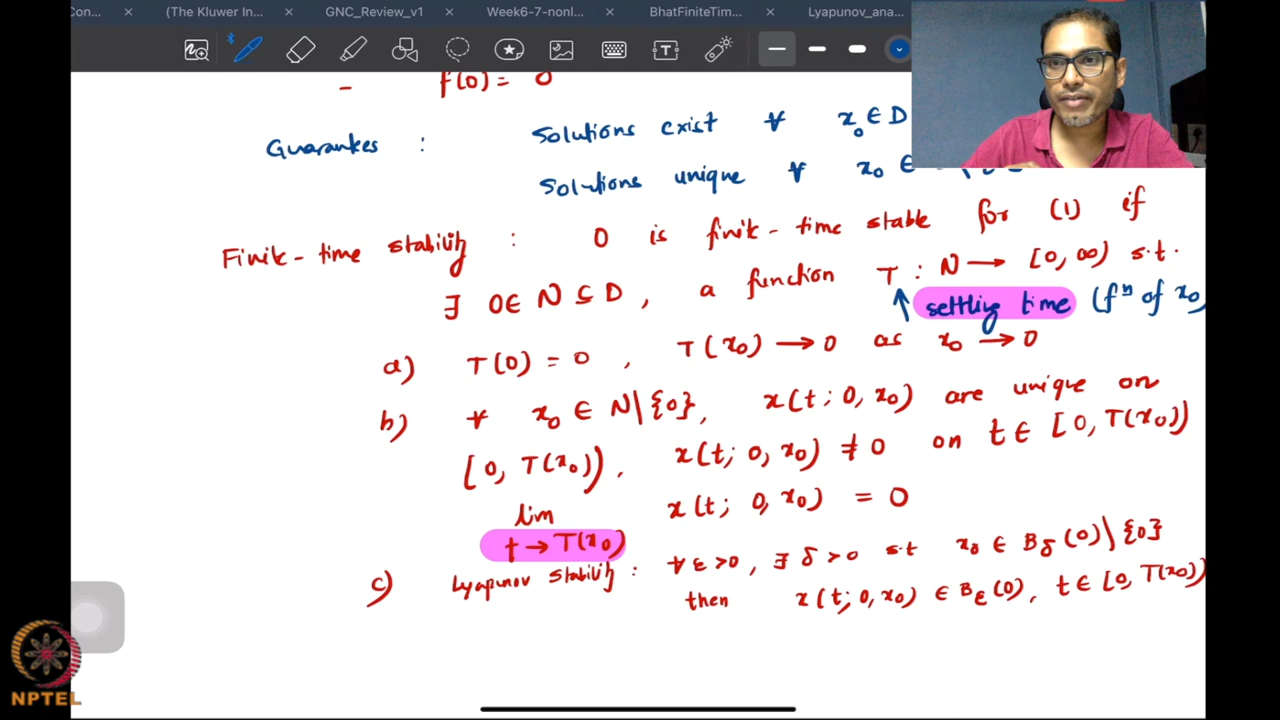 Con... × (The Kluwer In... × GNC_Review_v1 × Week6-7-nonl... × BhatFiniteTim... × Lyapunov_ana...
- f(0) = 0
Guarantees : Solutions exist ∀ x₀ ∈ D
Solutions unique ∀ x₀ ∈
Finite-time stability : 0 is finite-time stable for (1) if
∃ 0 ∈ N ⊆ D, a function T : N → [0, ∞) s.t.
↑ settling time (fⁿ of x₀)
a) T(0) = 0, T(x₀) → 0 as x₀ → 0
b) ∀ x₀ ∈ N\{0}, x(t; 0, x₀) are unique on
[0, T(x₀)), x(t; 0, x₀) ≠ 0 on t ∈ [0, T(x₀))
lim x(t; 0, x₀) = 0
t → T(x₀)
c) Lyapunov stability : ∀ ε > 0, ∃ δ > 0 s.t x₀ ∈ B_δ(0)\{0}
then x(t; 0, x₀) ∈ B_ε(0), t ∈ [0, T(x₀))
NPTEL